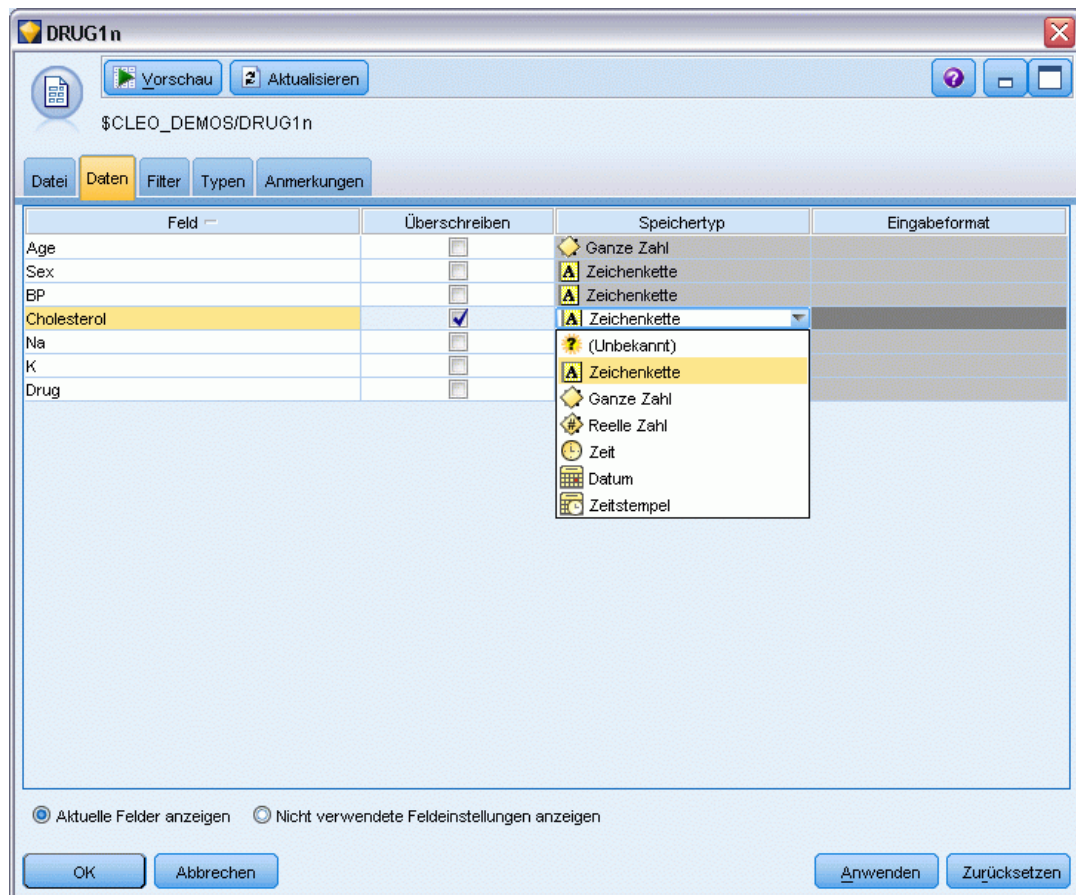 DRUG1n
Vorschau Aktualisieren
$CLEO_DEMOS/DRUG1n
Datei Daten Filter Typen Anmerkungen
Feld Überschreiben Speichertyp Eingabeformat
Age Ganze Zahl
Sex A Zeichenkette
BP A Zeichenkette
Cholesterol A Zeichenkette
Na ? (Unbekannt)
K A Zeichenkette
Drug Ganze Zahl
# Reelle Zahl
Zeit
Datum
Zeitstempel
Aktuelle Felder anzeigen Nicht verwendete Feldeinstellungen anzeigen
OK Abbrechen Anwenden Zurücksetzen